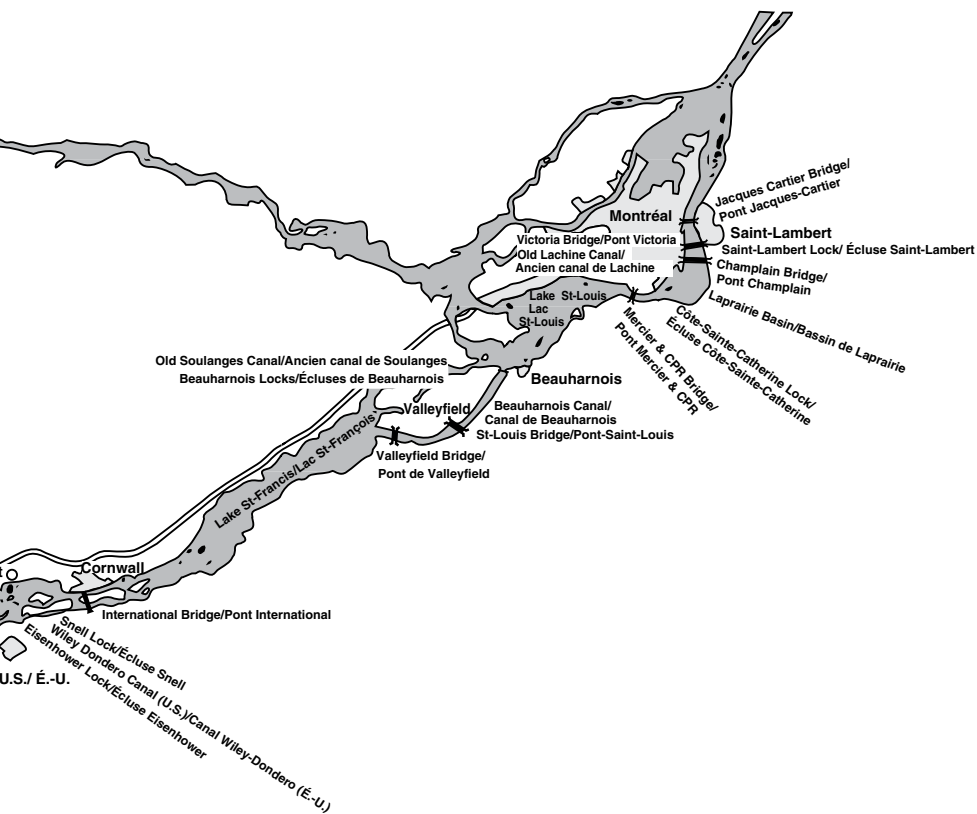 Jacques Cartier Bridge/
Pont Jacques-Cartier
Montréal
Saint-Lambert
Victoria Bridge/Pont Victoria
Saint-Lambert Lock/ Écluse Saint-Lambert
Old Lachine Canal/
Ancien canal de Lachine
Champlain Bridge/
Pont Champlain
Lake St-Louis
Lac
St-Louis
Laprairie Basin/Bassin de Laprairie
Côte-Sainte-Catherine Lock/
Écluse Côte-Sainte-Catherine
Mercier & CPR Bridge/
Pont Mercier & CPR
Old Soulanges Canal/Ancien canal de Soulanges
Beauharnois Locks/Écluses de Beauharnois
Beauharnois
Valleyfield
Beauharnois Canal/
Canal de Beauharnois
St-Louis Bridge/Pont-Saint-Louis
Valleyfield Bridge/
Pont de Valleyfield
Lake St-Francis/Lac St-François
Cornwall
t
International Bridge/Pont International
Snell Lock/Écluse Snell
Wiley Dondero Canal (U.S.)/Canal Wiley-Dondero (É.-U.)
Eisenhower Lock/Écluse Eisenhower
U.S./ É.-U.